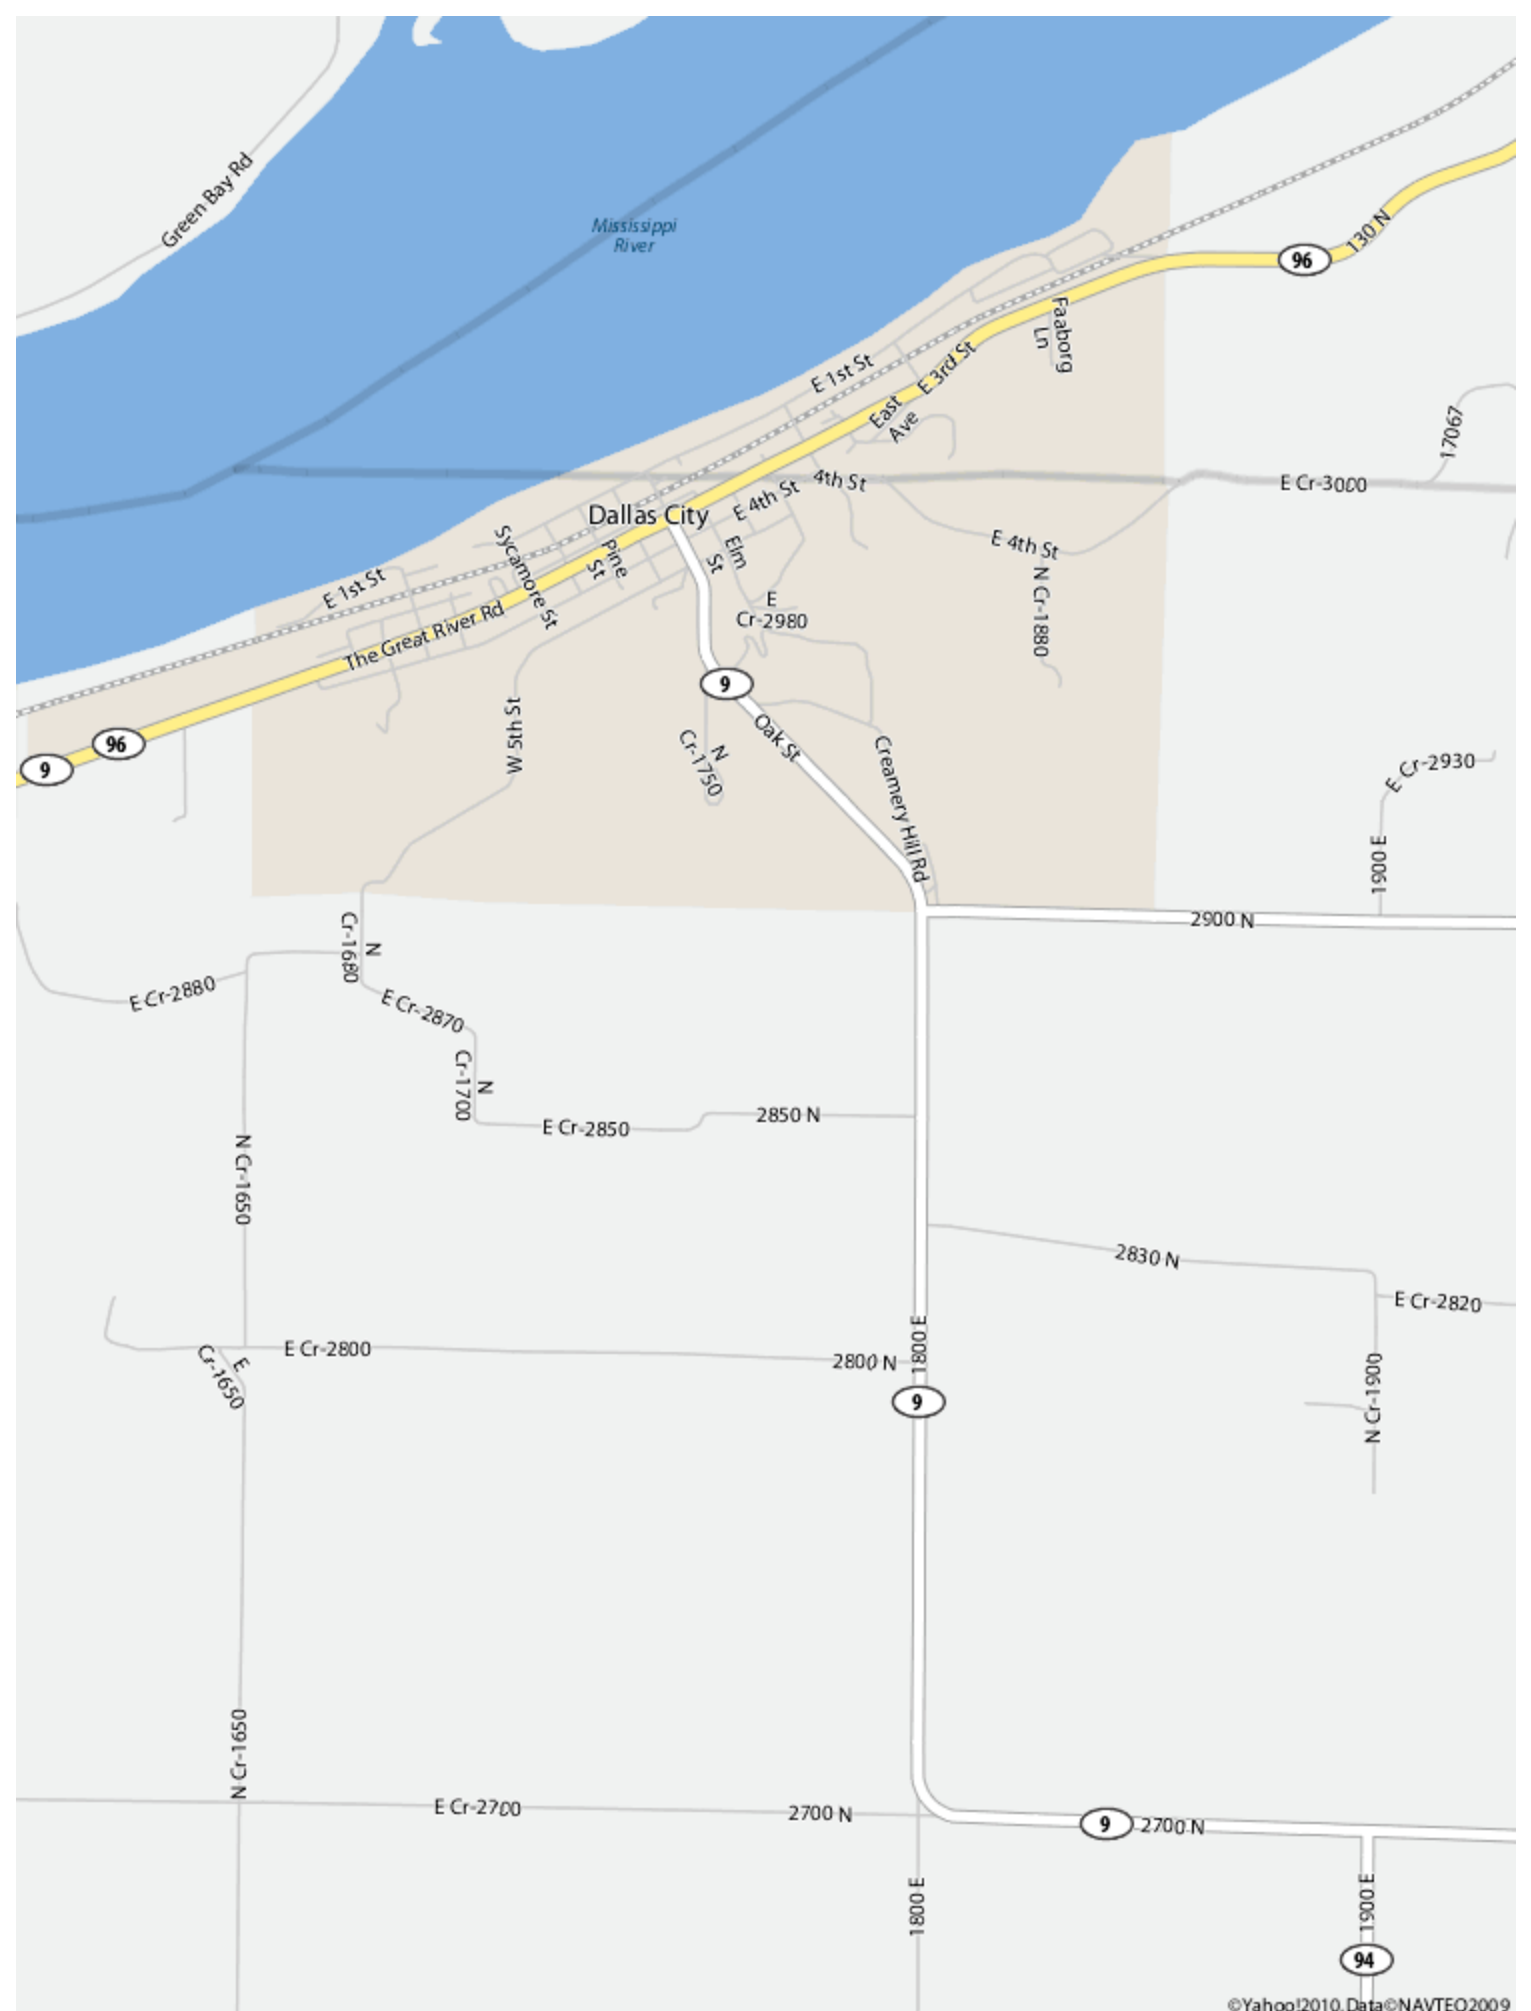 Green Bay Rd
Mississippi
River
130 N
96
Faaborg
Ln
E 1st St
E 3rd St
East
Ave
17067
E Cr-3000
4th St
E 4th St
Dallas City
E 4th St
Sycamore St
Pine
St
Elm
St
E 1st St
N Cr-1880
E
Cr-2980
The Great River Rd
9
W 5th St
Oak St
N
Cr-1750
Creamery Hill Rd
96
9
E Cr-2930
1900 E
2900 N
N
Cr-1680
E Cr-2880
E Cr-2870
N
Cr-1700
2850 N
E Cr-2850
N Cr-1650
2830 N
E Cr-2820
1800 E
E Cr-2800
2800 N
E
Cr-1650
N Cr-1900
9
N Cr-1650
E Cr-2700
2700 N
9
2700 N
1800 E
1900 E
94
©Yahoo!2010,Data©NAVTEQ2009